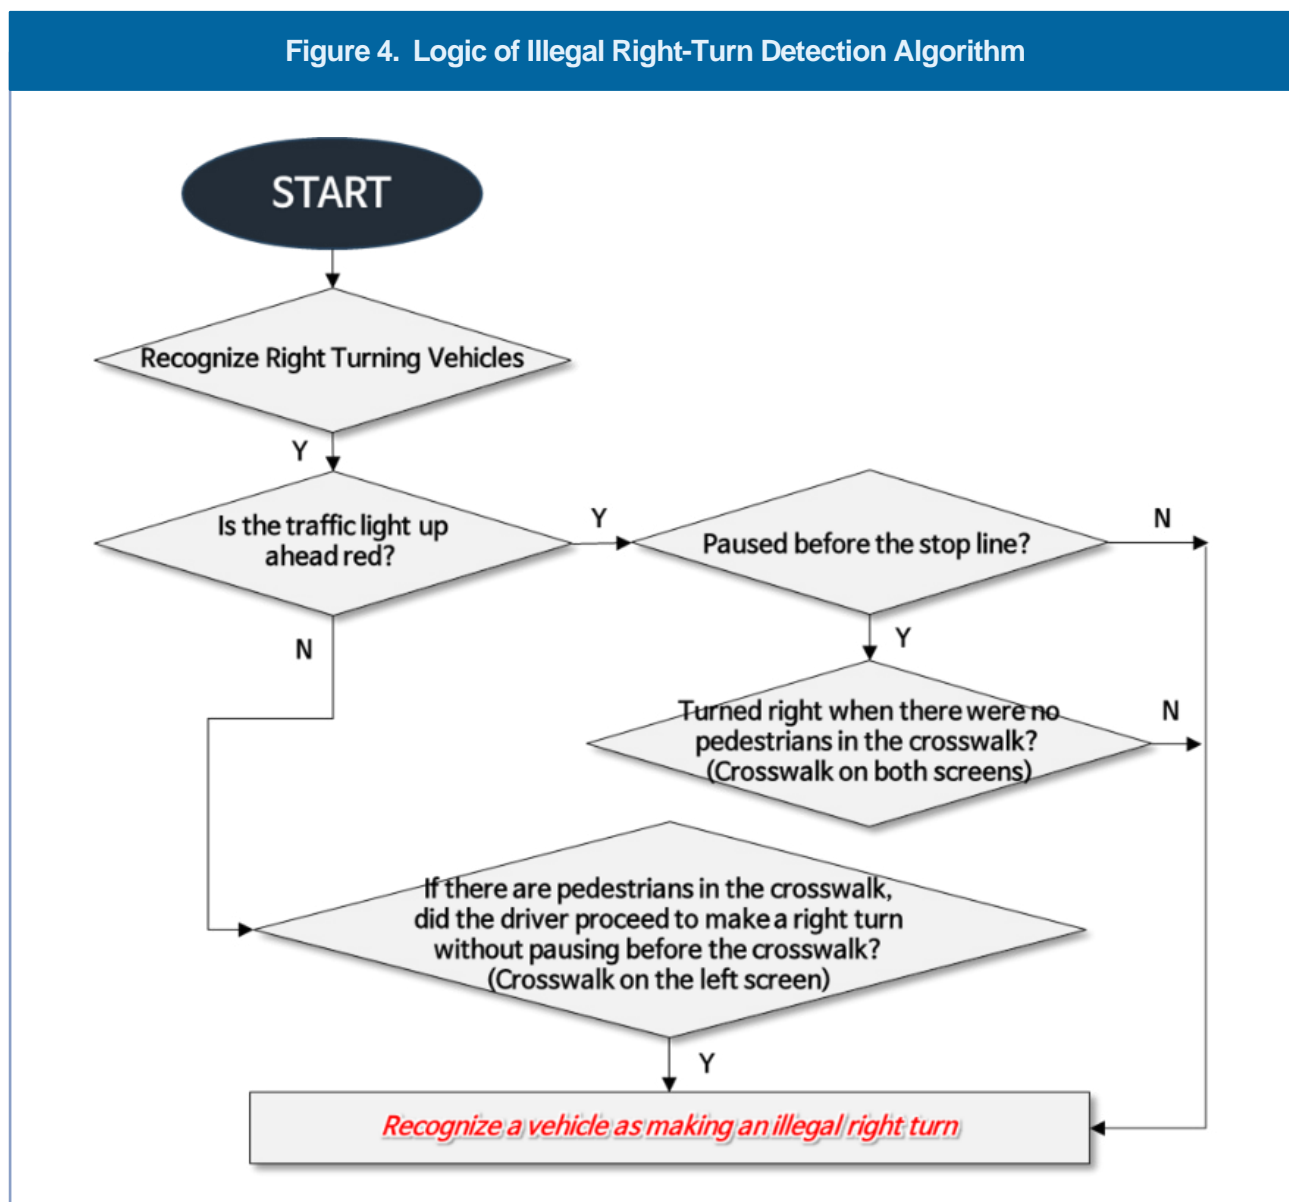 Figure 4. Logic of Illegal Right-Turn Detection Algorithm
START
Recognize Right Turning Vehicles
Y
Is the traffic light up
ahead red?
Y
Paused before the stop line?
N
N
Y
Turned right when there were no
pedestrians in the crosswalk?
(Crosswalk on both screens)
N
If there are pedestrians in the crosswalk,
did the driver proceed to make a right turn
without pausing before the crosswalk?
(Crosswalk on the left screen)
Y
Recognize a vehicle as making an illegal right turn